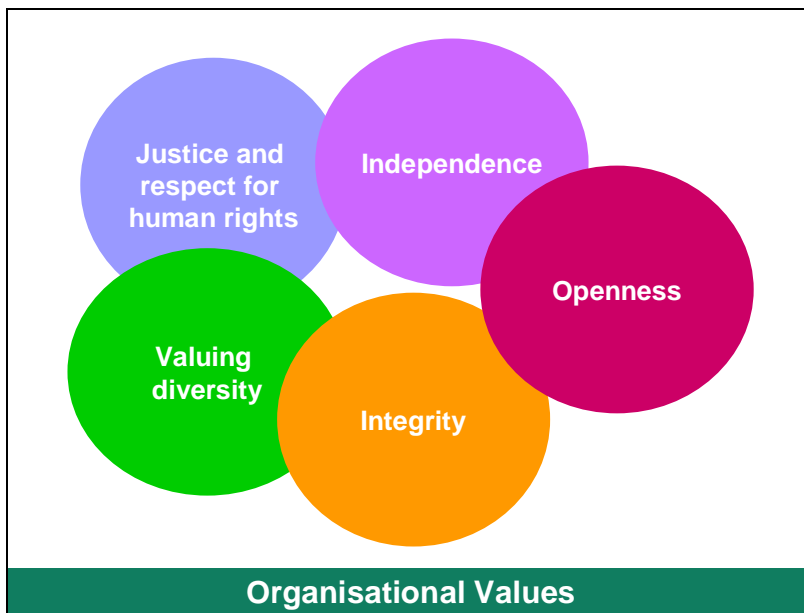 Justice and
respect for
human rights
Independence
Openness
Valuing
diversity
Integrity
Organisational Values